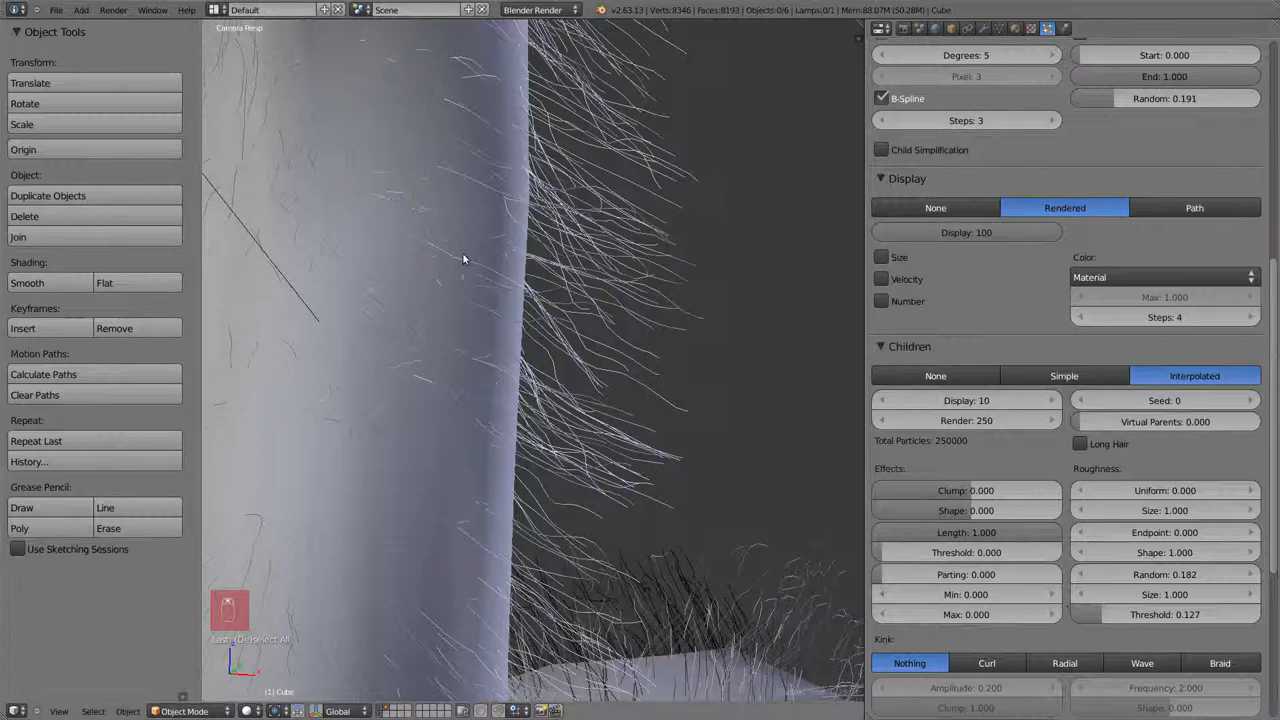 File Add Render Window Help Default Scene Blender Render v2.63.13 | Verts:8346 | Faces:8193 | Objects:0/6 | Lamps:0/1 | Mem:88.07M (50.28M) | Cube
Object Tools
Transform:
Translate
Rotate
Scale
Origin
Object:
Duplicate Objects
Delete
Join
Shading:
Smooth Flat
Keyframes:
Insert Remove
Motion Paths:
Calculate Paths
Clear Paths
Repeat:
Repeat Last
History...
Grease Pencil:
Draw Line
Poly Erase
Use Sketching Sessions
Camera Persp
Last: (De)select All
(1) Cube
Degrees: 5 Start: 0.000
Pixel: 3 End: 1.000
B-Spline Random: 0.191
Steps: 3
Child Simplification
Display
None Rendered Path
Display: 100
Size Color:
Velocity Material
Number Max: 1.000
Steps: 4
Children
None Simple Interpolated
Display: 10 Seed: 0
Render: 250 Virtual Parents: 0.000
Total Particles: 250000 Long Hair
Effects: Roughness:
Clump: 0.000 Uniform: 0.000
Shape: 0.000 Size: 1.000
Length: 1.000 Endpoint: 0.000
Threshold: 0.000 Shape: 1.000
Parting: 0.000 Random: 0.182
Min: 0.000 Size: 1.000
Max: 0.000 Threshold: 0.127
Kink:
Nothing Curl Radial Wave Braid
Amplitude: 0.200 Frequency: 2.000
Clump: 1.000 Shape: 0.000
View Select Object Object Mode Global